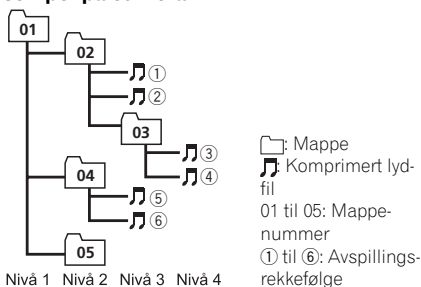 01
02
①
②
03
③
④
04
⑤
⑥
05
Nivå 1 Nivå 2 Nivå 3 Nivå 4
: Mappe
: Komprimert lyd-
fil
01 til 05: Mappe-
nummer
① til ⑥: Avspillings-
rekkefølge